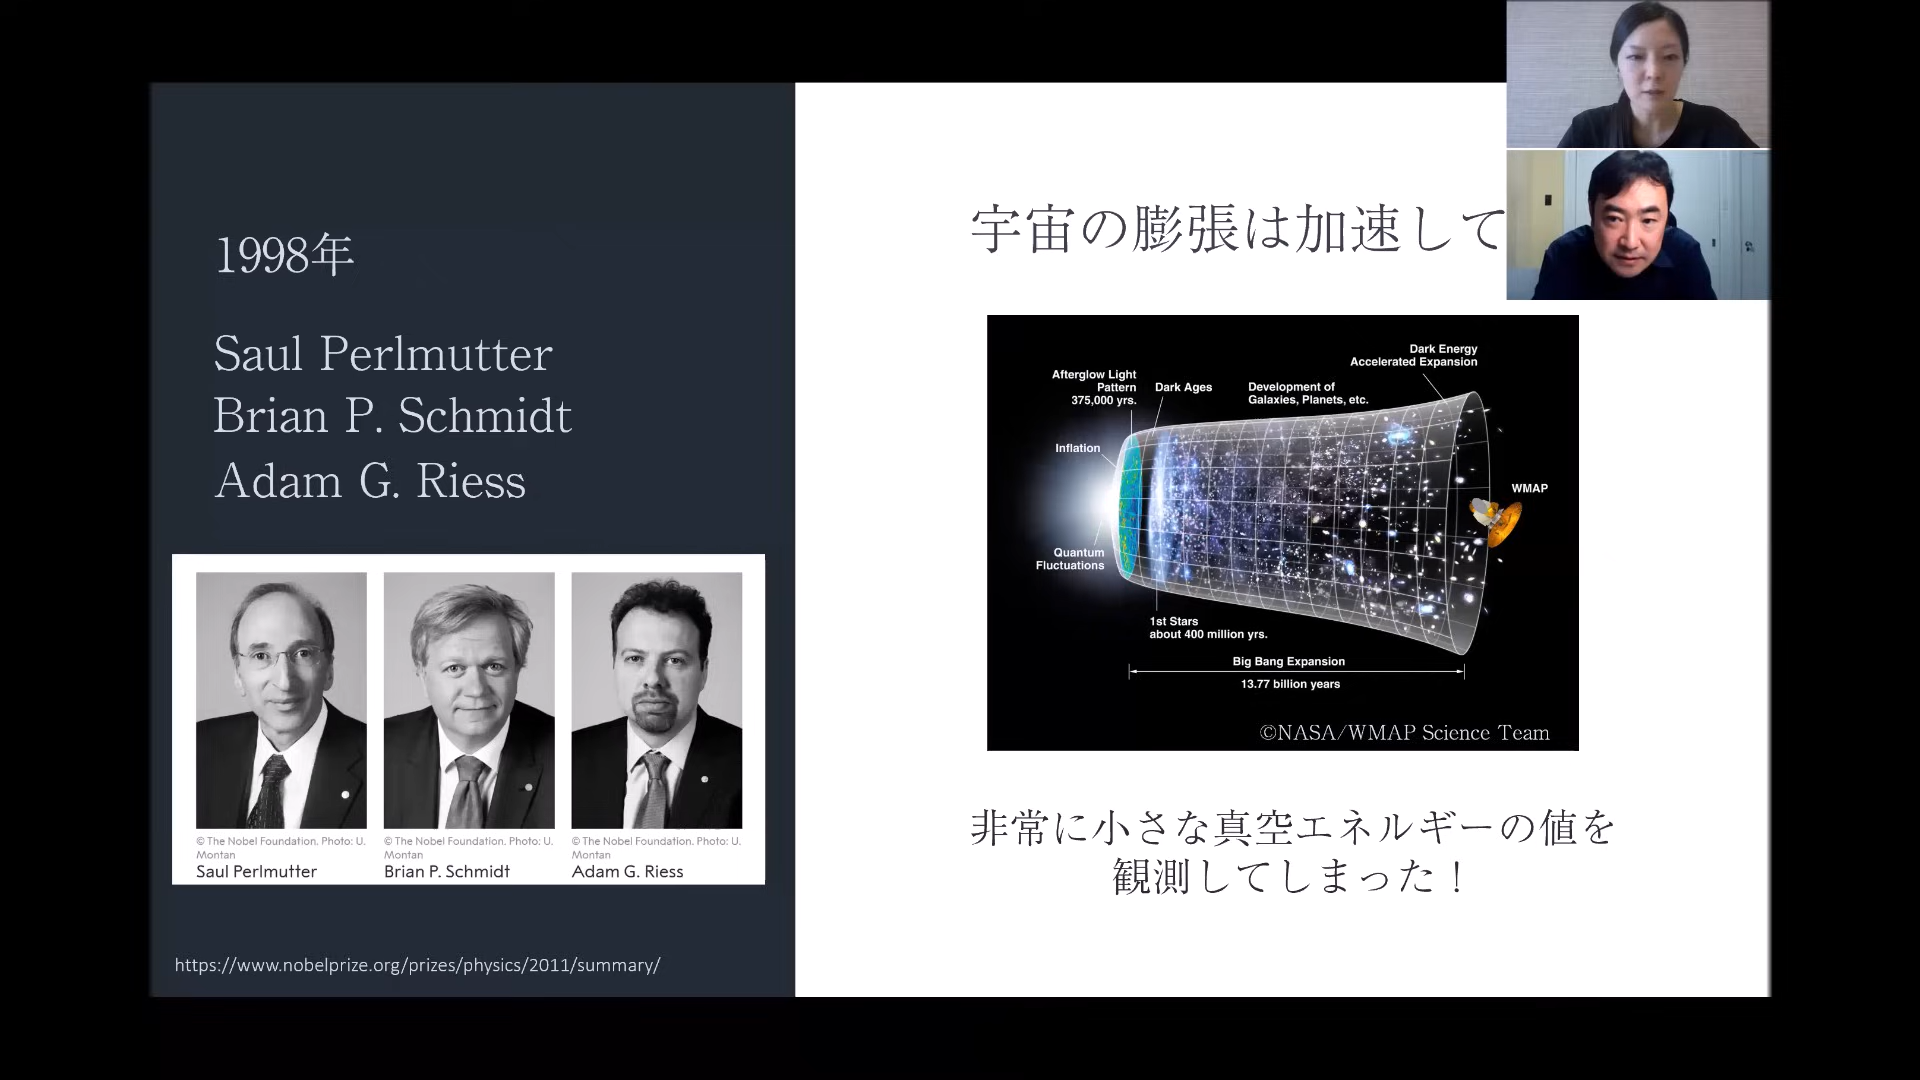 1998年
Saul Perlmutter
Brian P. Schmidt
Adam G. Riess
© The Nobel Foundation. Photo: U.
Montan
Saul Perlmutter
© The Nobel Foundation. Photo: U.
Montan
Brian P. Schmidt
© The Nobel Foundation. Photo: U.
Montan
Adam G. Riess
https://www.nobelprize.org/prizes/physics/2011/summary/
宇宙の膨張は加速して
Dark Energy
Accelerated Expansion
Afterglow Light
Pattern
375,000 yrs.
Dark Ages
Development of
Galaxies, Planets, etc.
Inflation
WMAP
Quantum
Fluctuations
1st Stars
about 400 million yrs.
Big Bang Expansion
13.77 billion years
©NASA/WMAP Science Team
非常に小さな真空エネルギーの値を
観測してしまった！